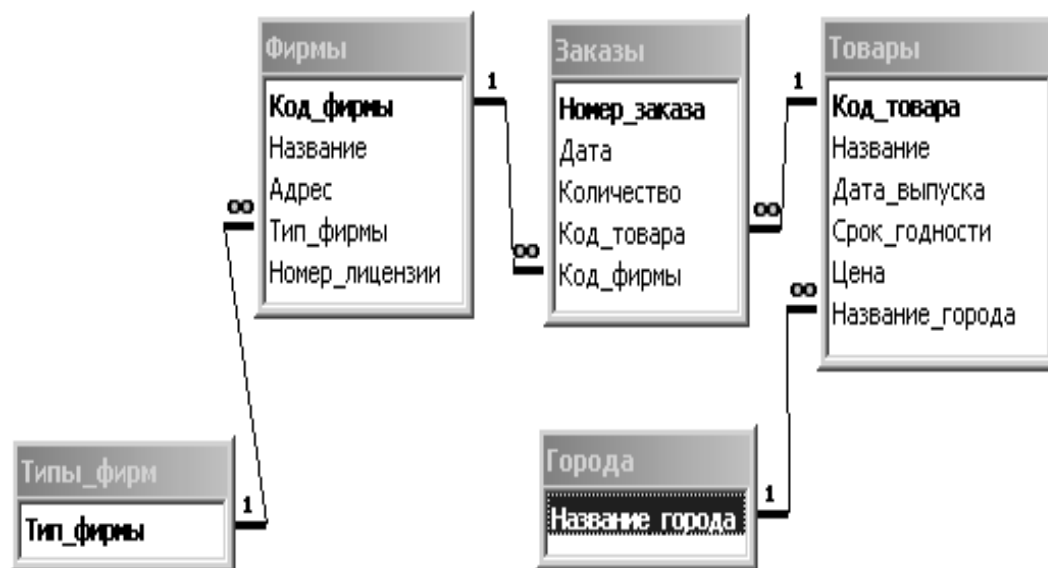 Фирмы
Код_фирмы
Название
Адрес
Тип_фирмы
Номер_лицензии
1
∞
Заказы
Номер_заказа
Дата
Количество
Код_товара
Код_фирмы
∞
∞
Товары
Код_товара
Название
Дата_выпуска
Срок_годности
Цена
Название_города
1
∞
Типы_фирм
Тип_фирмы
1
Города
Название_города
1